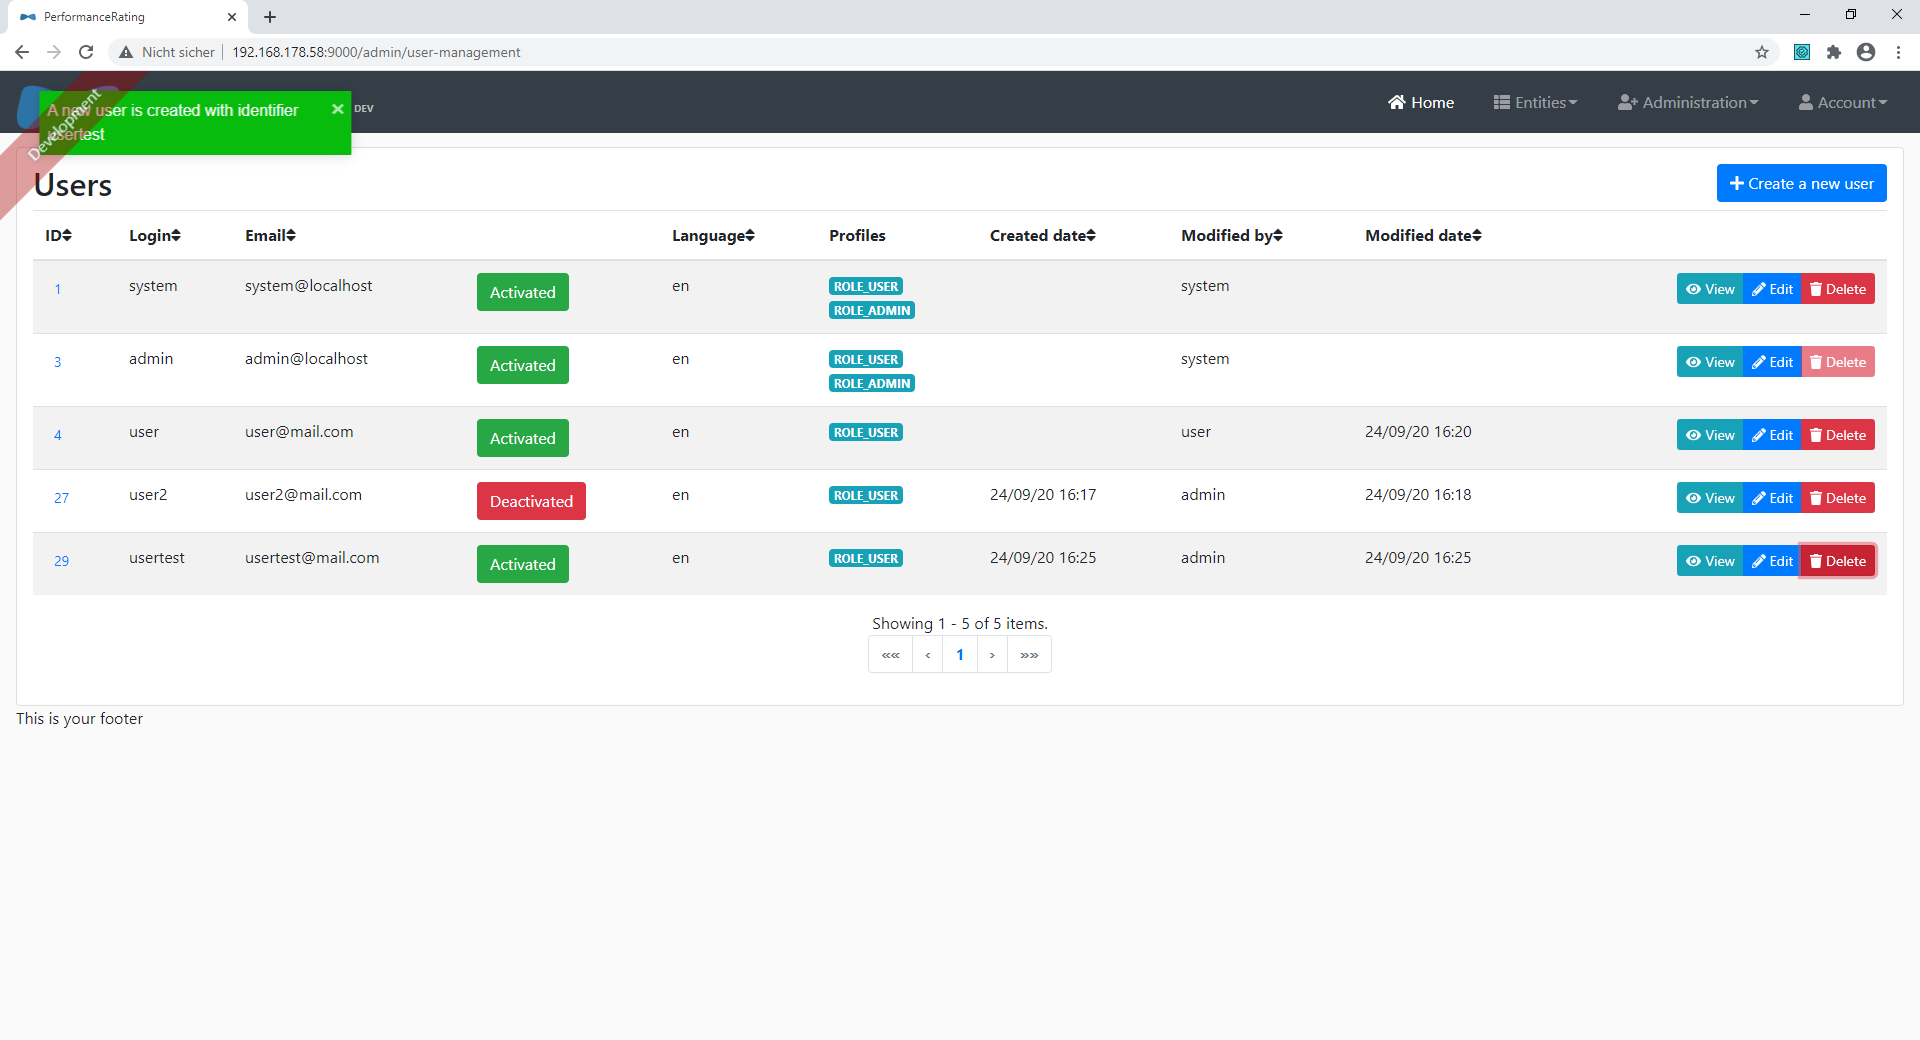 PerformanceRating
Nicht sicher 192.168.178.58:9000/admin/user-management
Development
A new user is created with identifier
usertest
DEV
Home Entities Administration Account
Users
Create a new user
ID Login Email Language Profiles Created date Modified by Modified date
1 system system@localhost Activated en ROLE_USER system View Edit Delete
ROLE_ADMIN
3 admin admin@localhost Activated en ROLE_USER system View Edit Delete
ROLE_ADMIN
4 user user@mail.com Activated en ROLE_USER user 24/09/20 16:20 View Edit Delete
27 user2 user2@mail.com Deactivated en ROLE_USER 24/09/20 16:17 admin 24/09/20 16:18 View Edit Delete
29 usertest usertest@mail.com Activated en ROLE_USER 24/09/20 16:25 admin 24/09/20 16:25 View Edit Delete
Showing 1 - 5 of 5 items.
«« ‹ 1 › »»
This is your footer